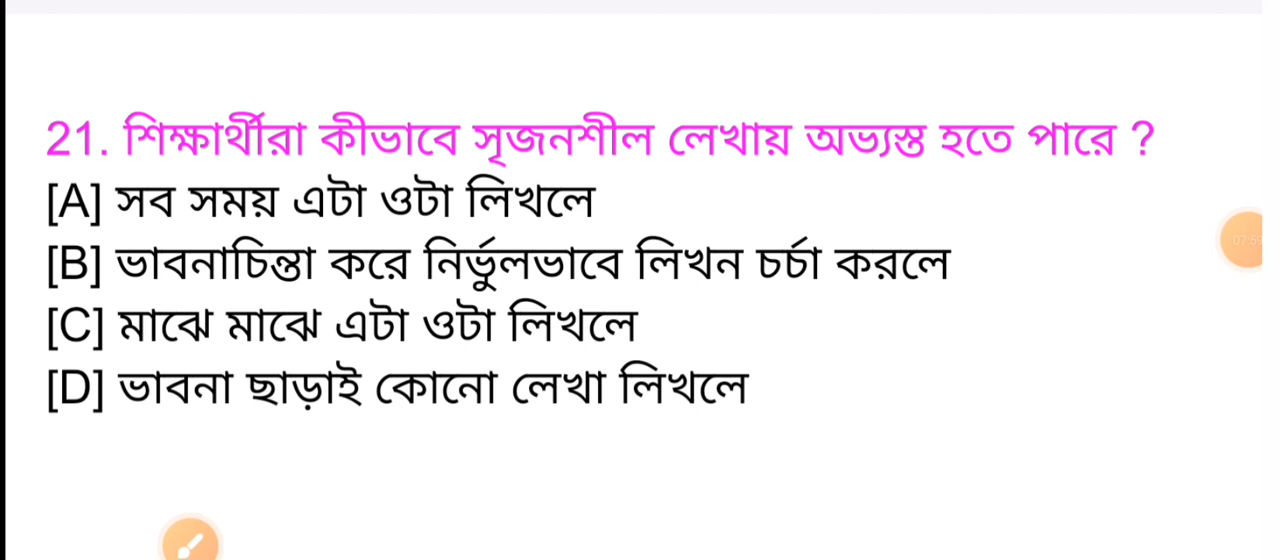 21. শিক্ষার্থীরা কীভাবে সৃজনশীল লেখায় অভ্যস্ত হতে পারে ?
[A] সব সময় এটা ওটা লিখলে
[B] ভাবনাচিন্তা করে নির্ভুলভাবে লিখন চর্চা করলে
[C] মাঝে মাঝে এটা ওটা লিখলে
[D] ভাবনা ছাড়াই কোনো লেখা লিখলে